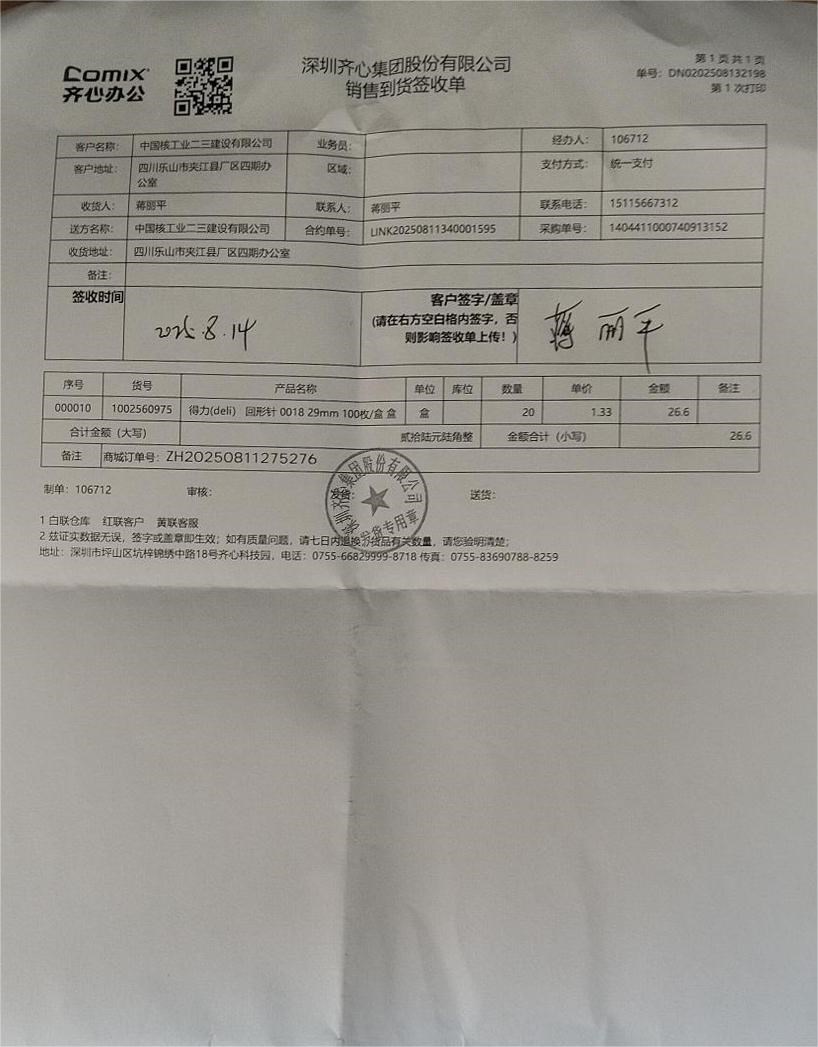 Comix
齐心办公
深圳齐心集团股份有限公司
销售到货签收单
第 1 页 共 1 页
单号：DN0202508132198
第 1 次打印
客户名称： 中国核工业二三建设有限公司 业务员： 经办人： 106712
客户地址： 四川乐山市夹江县厂区四期办公室 区域： 支付方式： 统一支付
收货人： 蒋丽平 联系人： 蒋丽平 联系电话： 15115667312
送方名称： 中国核工业二三建设有限公司 合约单号： LINK20250811340001595 采购单号： 1404411000740913152
收货地址： 四川乐山市夹江县厂区四期办公室
备注：
签收时间 2025.8.14 客户签字/盖章
(请在右方空白格内签字，否
则影响签收单上传！)
蒋丽平
序号 货号 产品名称 单位 库位 数量 单价 金额 备注
000010 1002560975 得力(deli) 回形针 0018 29mm 100枚/盒 盒 盒 20 1.33 26.6
合计金额（大写） 贰拾陆元陆角整 金额合计（小写） 26.6
备注 商城订单号：ZH20250811275276
制单：106712 审核： 发货： 送货：
深圳齐心集团股份有限公司
发货专用章
1 白联仓库 红联客户 黄联客服
2 兹证实数据无误，签字或盖章即生效；如有质量问题，请七日内退换；货品有关数量，请您验明清楚；
地址：深圳市坪山区坑梓锦绣中路18号齐心科技园，电话：0755-66829999-8718 传真：0755-83690788-8259